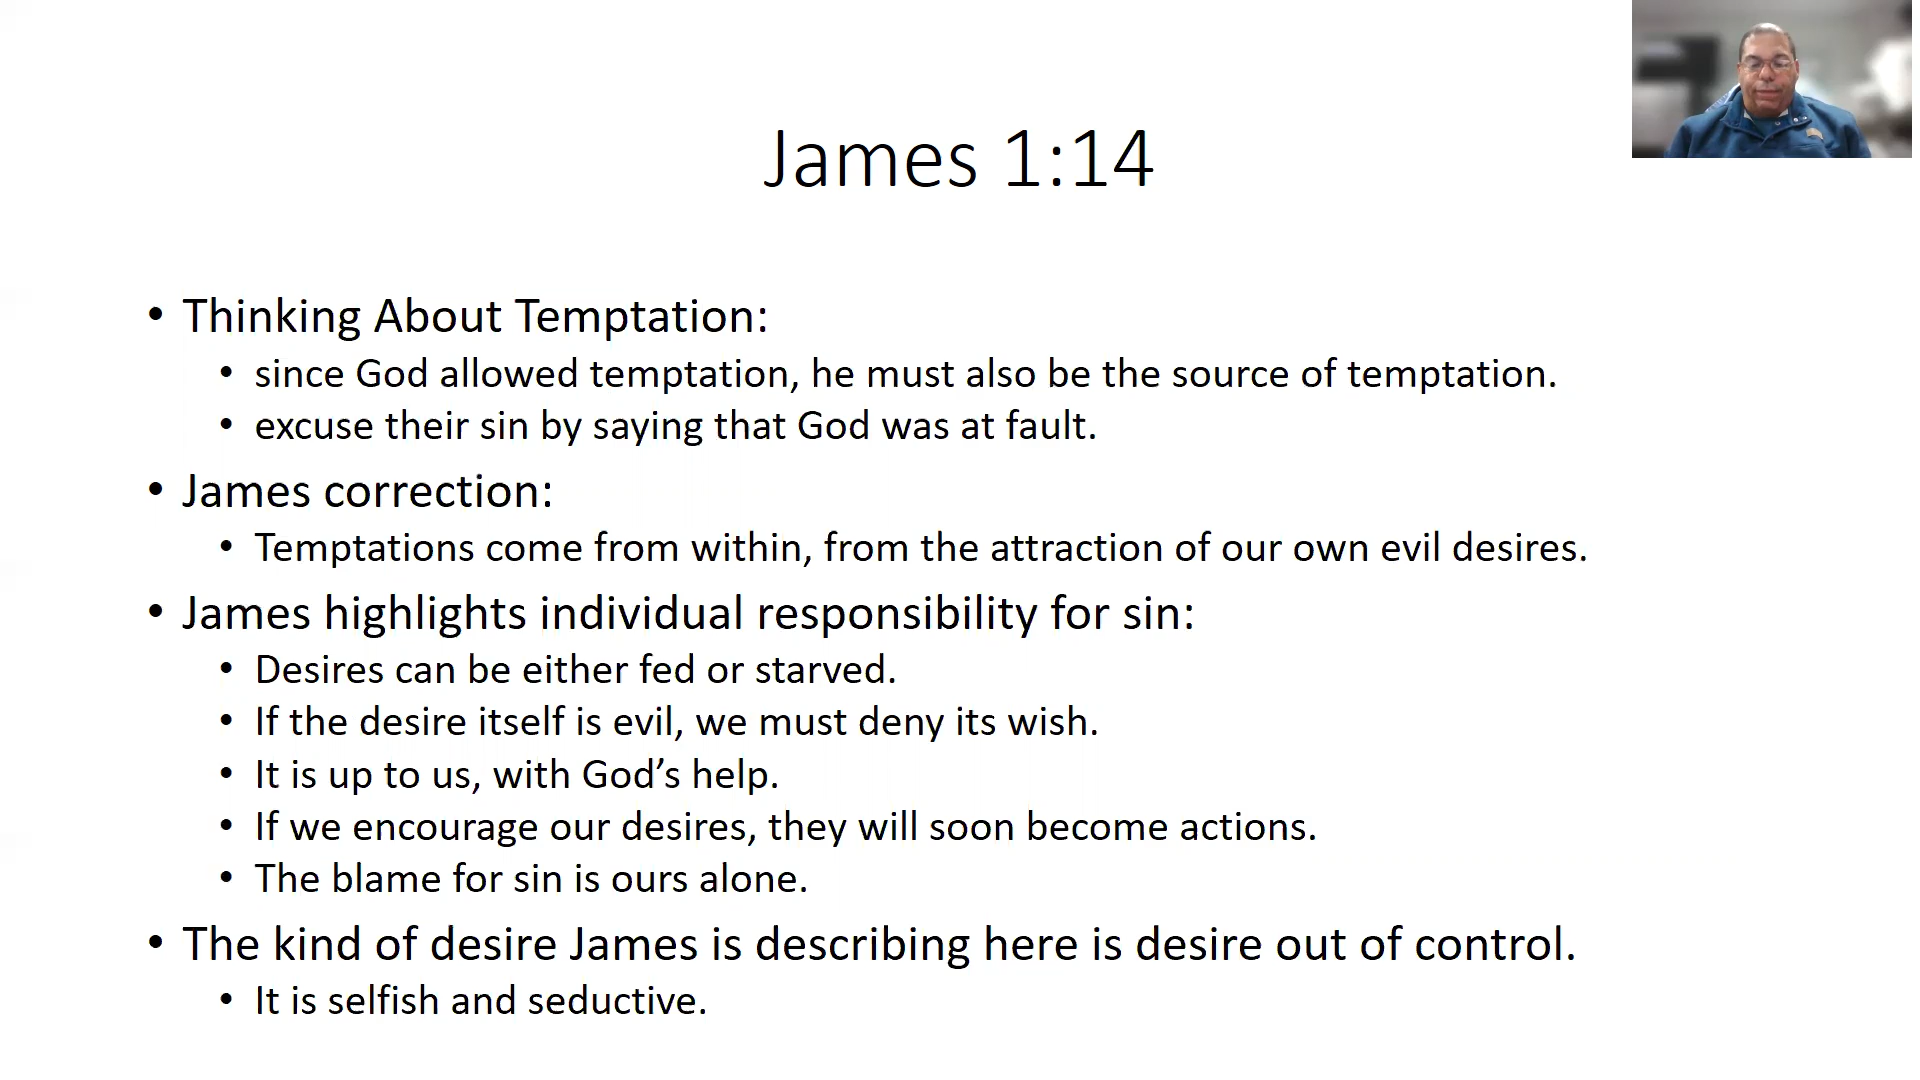 James 1:14
• Thinking About Temptation:
• since God allowed temptation, he must also be the source of temptation.
• excuse their sin by saying that God was at fault.
• James correction:
• Temptations come from within, from the attraction of our own evil desires.
• James highlights individual responsibility for sin:
• Desires can be either fed or starved.
• If the desire itself is evil, we must deny its wish.
• It is up to us, with God’s help.
• If we encourage our desires, they will soon become actions.
• The blame for sin is ours alone.
• The kind of desire James is describing here is desire out of control.
• It is selfish and seductive.